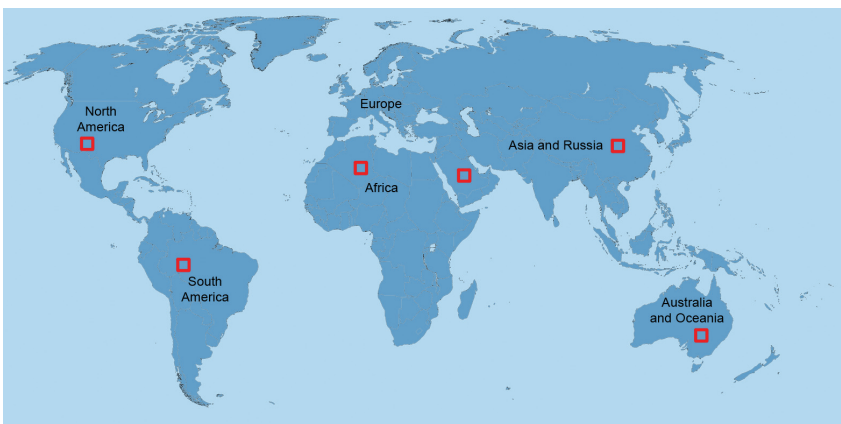 North
America
Europe
Asia and Russia
Africa
South
America
Australia
and Oceania